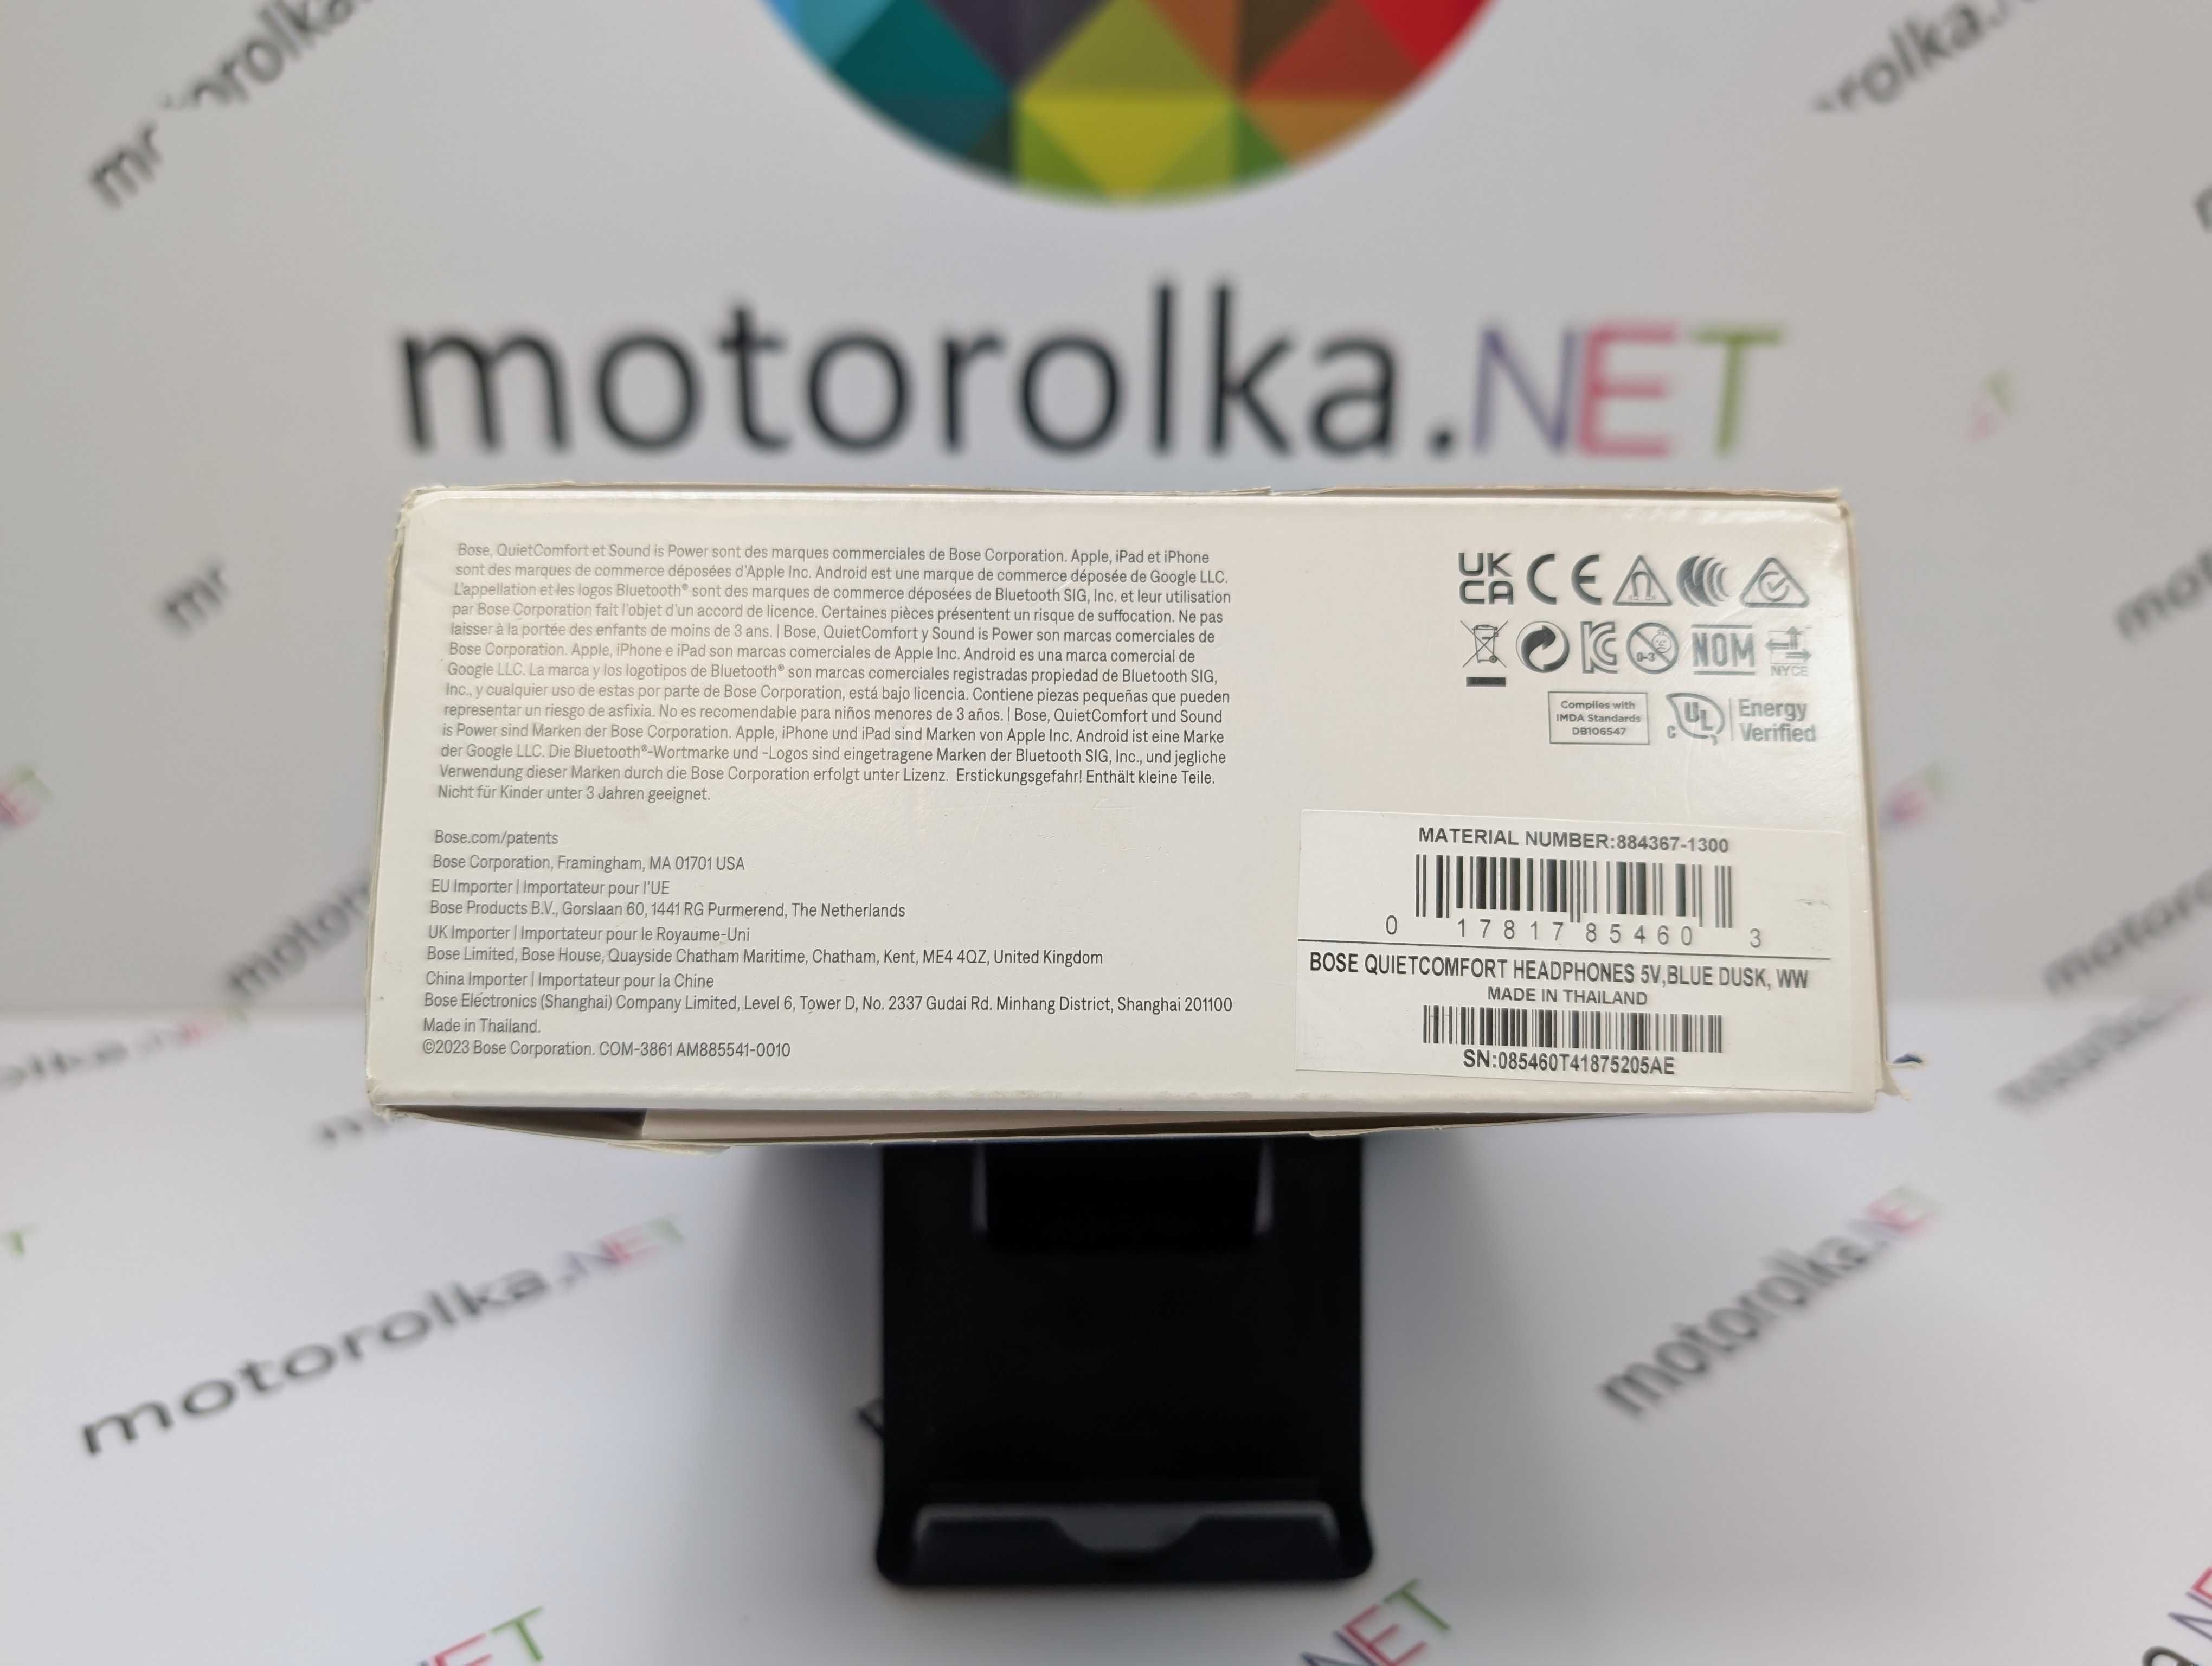 motorolka.NET
Bose, QuietComfort et Sound is Power sont des marques commerciales de Bose Corporation. Apple, iPad et iPhone
sont des marques de commerce déposées d'Apple Inc. Android est une marque de commerce déposée de Google LLC.
L'appellation et les logos Bluetooth® sont des marques de commerce déposées de Bluetooth SIG, Inc. et leur utilisation
par Bose Corporation fait l'objet d'un accord de licence. Certaines pièces présentent un risque de suffocation. Ne pas
laisser à la portée des enfants de moins de 3 ans. | Bose, QuietComfort y Sound is Power son marcas comerciales de
Bose Corporation. Apple, iPhone e iPad son marcas comerciales de Apple Inc. Android es una marca comercial de
Google LLC. La marca y los logotipos de Bluetooth® son marcas comerciales registradas propiedad de Bluetooth SIG,
Inc., y cualquier uso de estas por parte de Bose Corporation, está bajo licencia. Contiene piezas pequeñas que pueden
representar un riesgo de asfixia. No es recomendable para niños menores de 3 años. | Bose, QuietComfort und Sound
is Power sind Marken der Bose Corporation. Apple, iPhone und iPad sind Marken von Apple Inc. Android ist eine Marke
der Google LLC. Die Bluetooth®-Wortmarke und -Logos sind eingetragene Marken der Bluetooth SIG, Inc., und jegliche
Verwendung dieser Marken durch die Bose Corporation erfolgt unter Lizenz. Erstickungsgefahr! Enthält kleine Teile.
Nicht für Kinder unter 3 Jahren geeignet.
Bose.com/patents
Bose Corporation, Framingham, MA 01701 USA
EU Importer | Importateur pour l'UE
Bose Products B.V., Gorslaan 60, 1441 RG Purmerend, The Netherlands
UK Importer | Importateur pour le Royaume-Uni
Bose Limited, Bose House, Quayside Chatham Maritime, Chatham, Kent, ME4 4QZ, United Kingdom
China Importer | Importateur pour la Chine
Bose Electronics (Shanghai) Company Limited, Level 6, Tower D, No. 2337 Gudai Rd. Minhang District, Shanghai 201100
Made in Thailand.
©2023 Bose Corporation. COM-3861 AM885541-0010
UK
CA CE
0-3 NOM
NYCE
Complies with
IMDA Standards
DB106547
C UL Energy
Verified
MATERIAL NUMBER:884367-1300
0 17817 85460 3
BOSE QUIETCOMFORT HEADPHONES 5V,BLUE DUSK, WW
MADE IN THAILAND
SN:085460T41875205AE
motorolka.NET
motorolka.NET